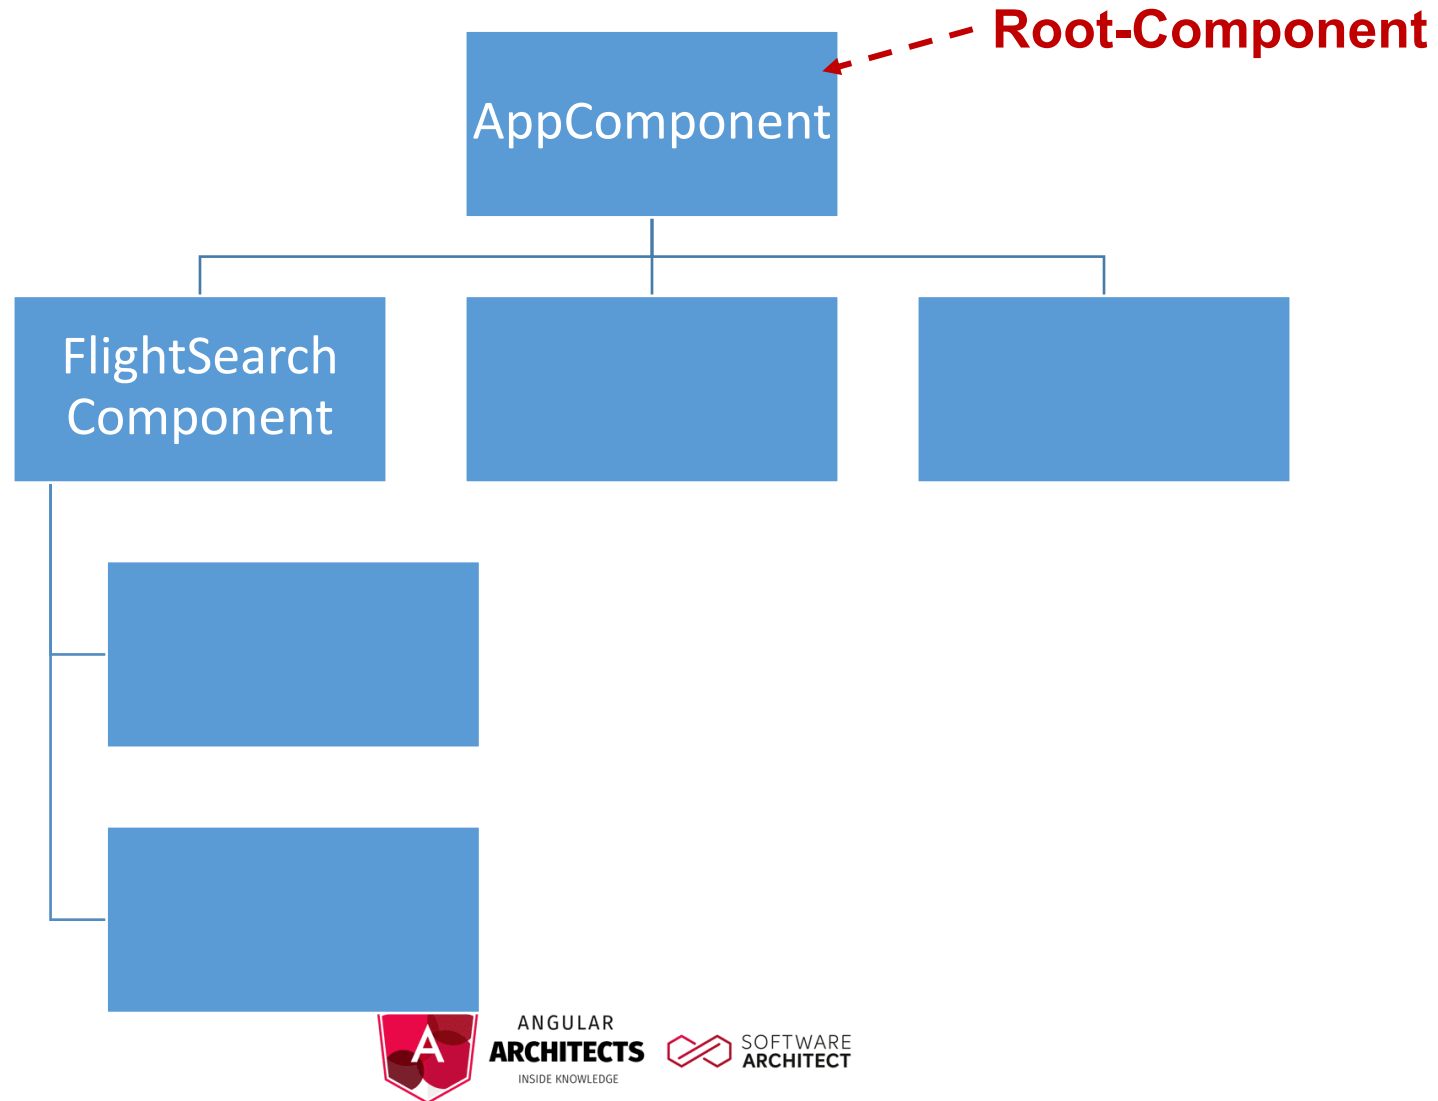 Root-Component
AppComponent
FlightSearch
Component
A
ANGULAR
ARCHITECTS
INSIDE KNOWLEDGE
SOFTWARE
ARCHITECT